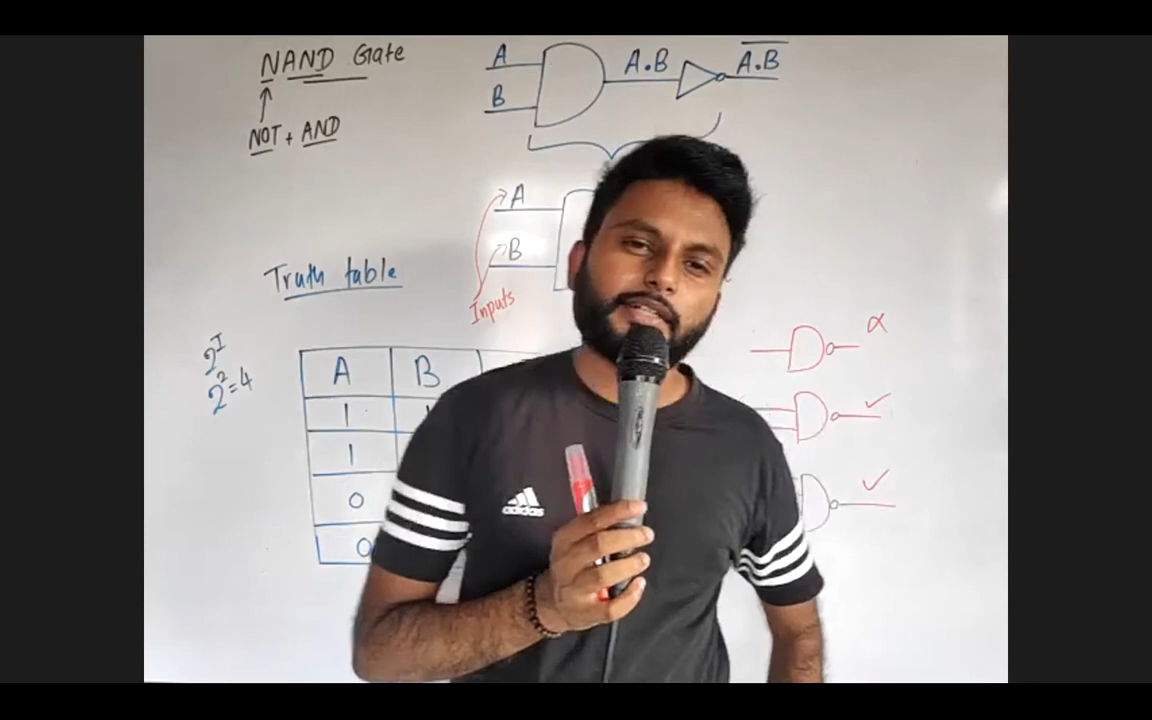 NAND Gate
NOT + AND
A
B
A.B
A.B
A
B
Inputs
Truth table
2^I
2^2=4
A B
1
1
0
0
adidas